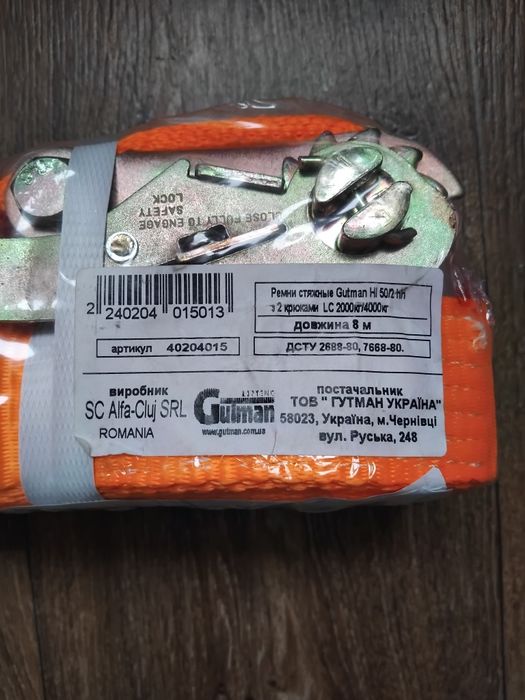 CLOSE FULLY TO ENGAGE
SAFETY
LOCK
2 240204 015013
Ремни стяжные Gutman HI 50/2 hh
з 2 крюками LC 2000кг/4000кг
довжина 8 м
артикул 40204015
ДСТУ 2688-80, 7668-80.
виробник
SC Alfa-Cluj SRL
ROMANIA
LIFTING
Gutman
www.gutman.com.ua
постачальник
ТОВ " ГУТМАН УКРАЇНА"
58023, Україна, м.Чернівці
вул. Руська, 248